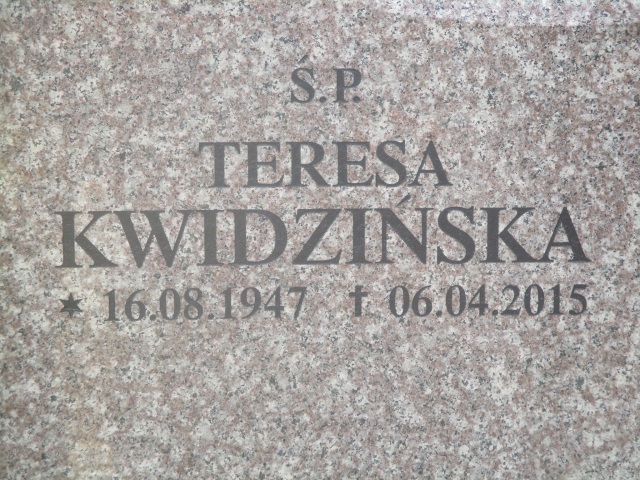 Ś.P.
TERESA
KWIDZIŃSKA
✶ 16.08.1947 † 06.04.2015